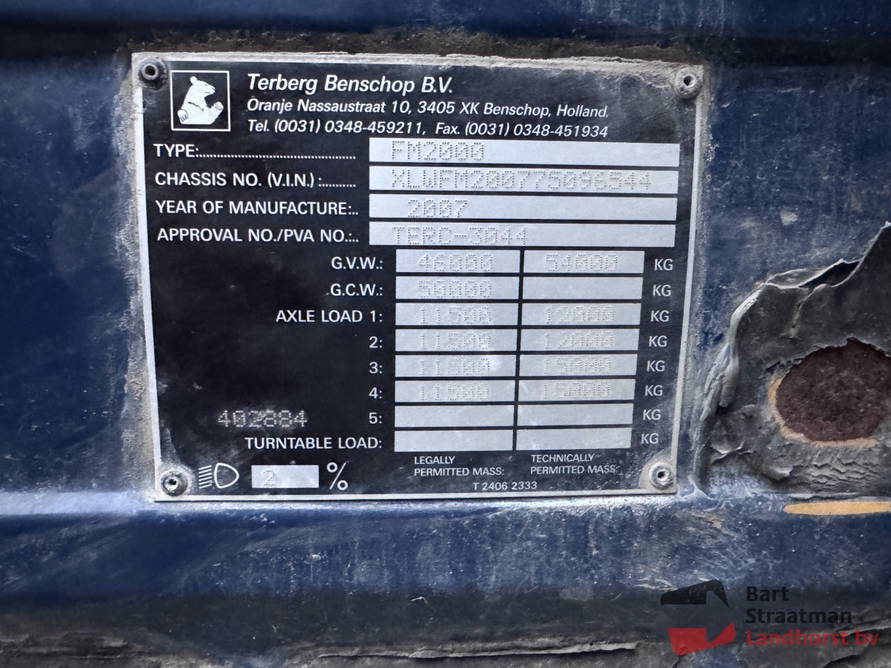 Terberg Benschop B.V.
Oranje Nassaustraat 10, 3405 XK Benschop, Holland.
Tel. (0031) 0348-459211, Fax. (0031) 0348-451934
TYPE:.................................. FM2000
CHASSIS NO. (V.I.N.) :.......... XLWFM200775096544
YEAR OF MANUFACTURE:.. 2007
APPROVAL NO./PVA NO.:.. TERC-3044
G.V.W.: 46000 54000 KG
.G.C.W.: 50000 KG
AXLE LOAD 1: 11500 12000 KG
2: 11500 12000 KG
3: 11500 15000 KG
4: 11500 15000 KG
402884 5: KG
TURNTABLE LOAD: KG
2 %
LEGALLY PERMITTED MASS:
TECHNICALLY PERMITTED MASS:
T 2406 2333
Bart
Straatman
Landhorst bv